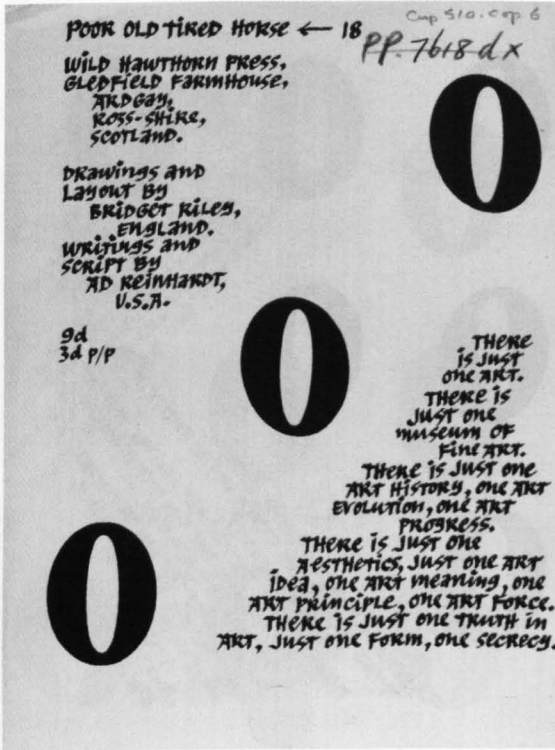 POOR OLD TIRED HORSE ← 18
Cup 510. cop 6
PP. 7618 dx
WILD HAWTHORN PRESS,
GLEDFIELD FARMHOUSE,
ARDGAY,
ROSS-SHIRE,
SCOTLAND.
DRAWINGS AND
LAYOUT BY
BRIDGET RILEY,
ENGLAND.
WRITINGS AND
SCRIPT BY
AD REINHARDT,
U.S.A.
9d
3d P/P
O
O
O
THERE
IS JUST
ONE ART.
THERE IS
JUST ONE
MUSEUM OF
FINE ART.
THERE IS JUST ONE
ART HISTORY, ONE ART
EVOLUTION, ONE ART
PROGRESS.
THERE IS JUST ONE
AESTHETICS, JUST ONE ART
IDEA, ONE ART MEANING, ONE
ART PRINCIPLE, ONE ART FORCE.
THERE IS JUST ONE TRUTH IN
ART, JUST ONE FORM, ONE SECRECY.